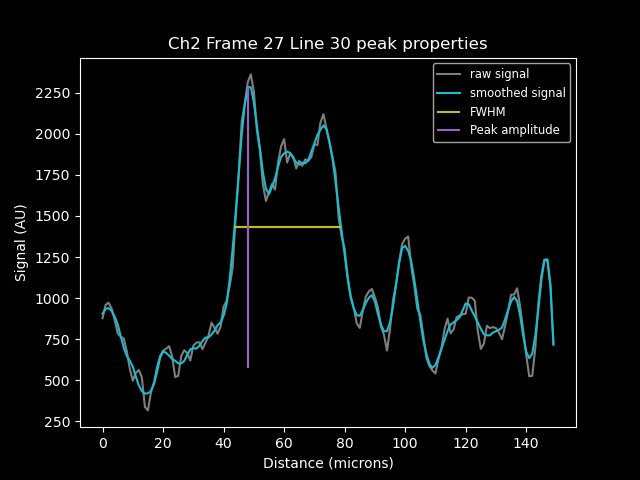 Ch2 Frame 27 Line 30 peak properties
raw signal
smoothed signal
FWHM
Peak amplitude
Signal (AU)
2250
2000
1750
1500
1250
1000
750
500
250
0 20 40 60 80 100 120 140
Distance (microns)